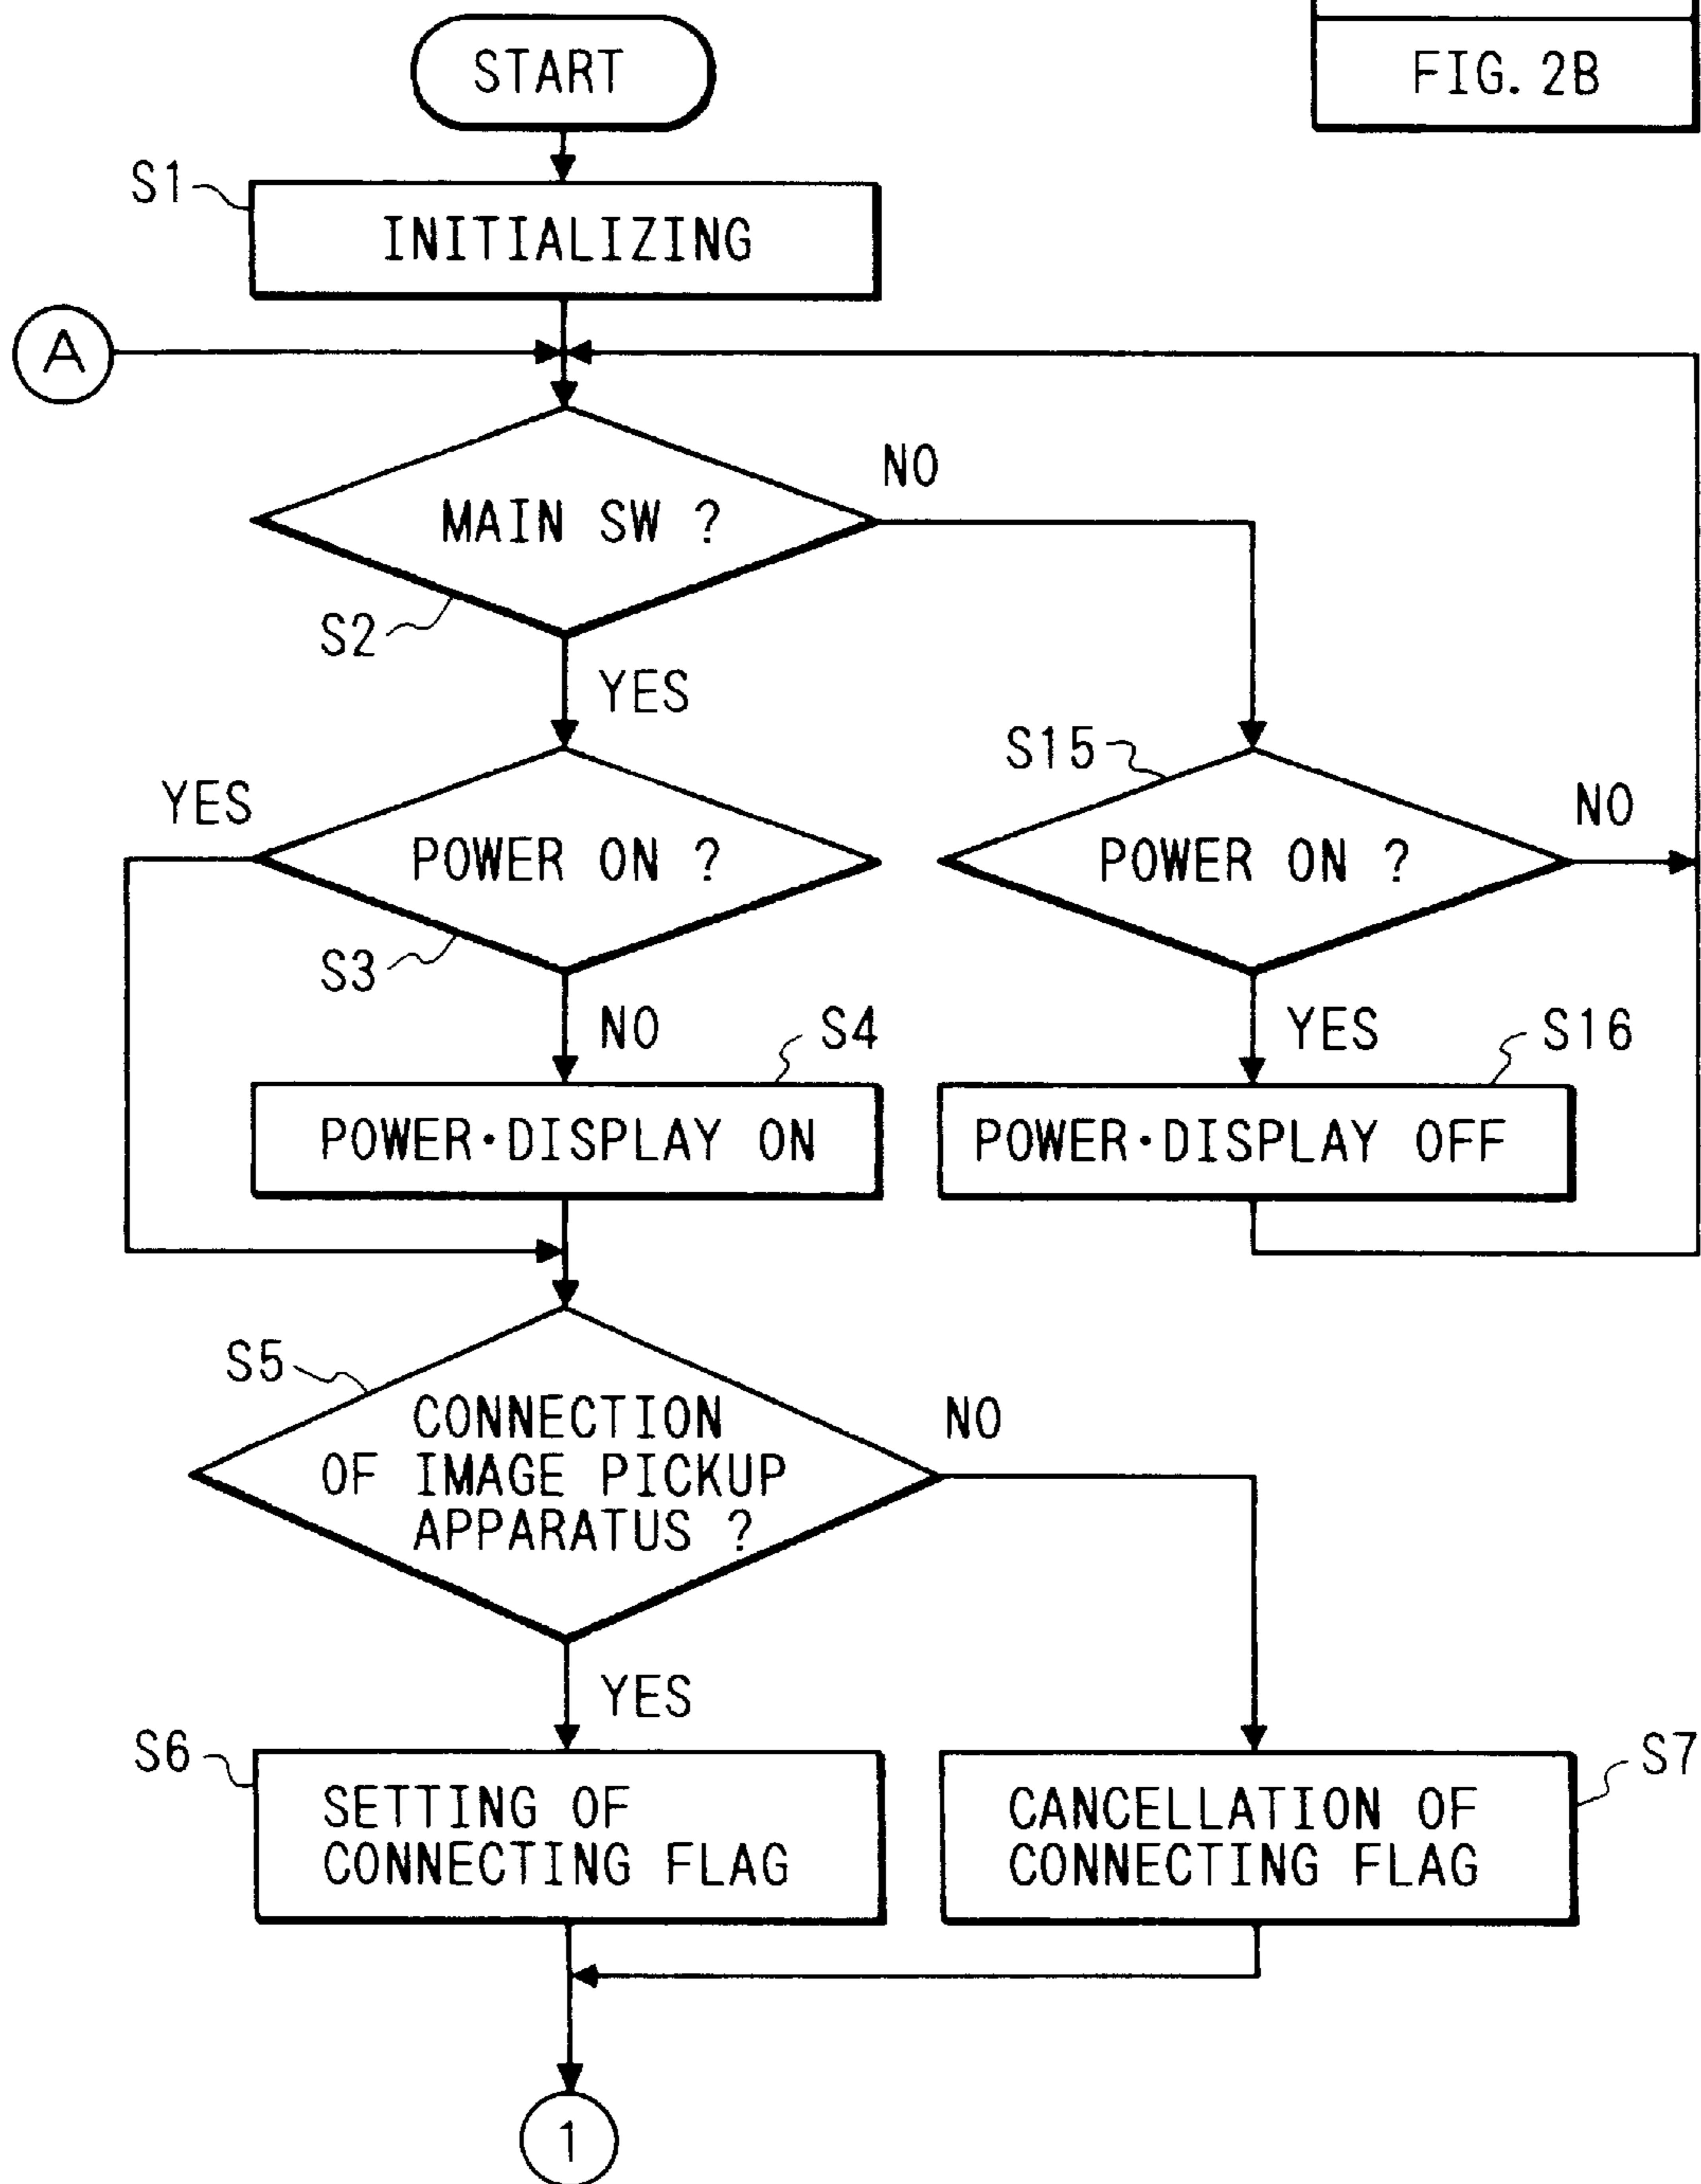 FIG. 2B
START
S1
INITIALIZING
A
MAIN SW ?
NO
S2
YES
S15
YES
POWER ON ?
POWER ON ?
NO
S3
NO
S4
YES
S16
POWER·DISPLAY ON
POWER·DISPLAY OFF
S5
CONNECTION
OF IMAGE PICKUP
APPARATUS ?
NO
YES
S6
SETTING OF
CONNECTING FLAG
CANCELLATION OF
CONNECTING FLAG
S7
1